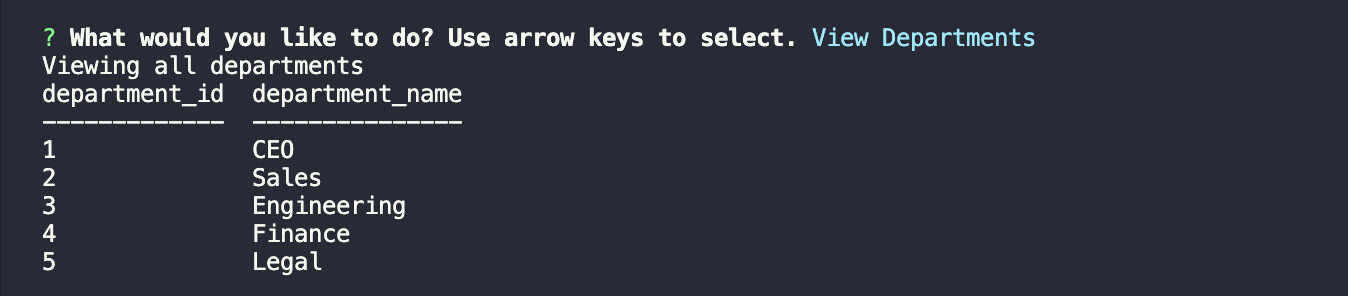 ? What would you like to do? Use arrow keys to select. View Departments
Viewing all departments
department_id  department_name
-------------  ---------------
1              CEO
2              Sales
3              Engineering
4              Finance
5              Legal